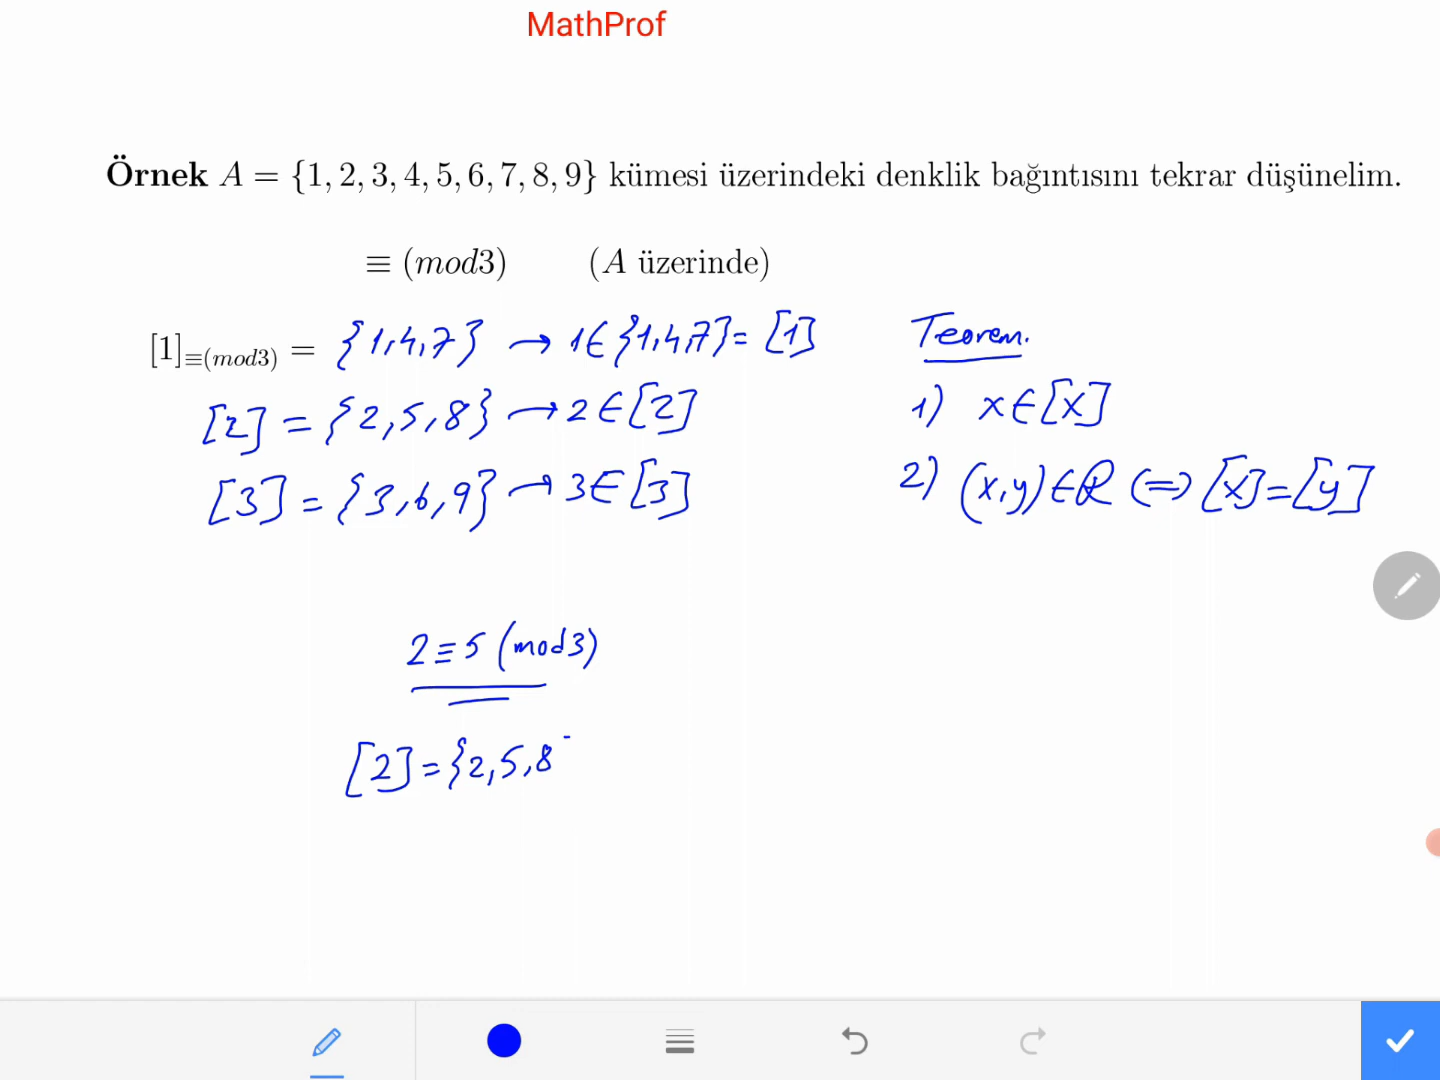 MathProf
Örnek A = {1, 2, 3, 4, 5, 6, 7, 8, 9} kümesi üzerindeki denklik bağıntısını tekrar düşünelim.
≡ (mod3) (A üzerinde)
[1]≡(mod3) = {1,4,7} → 1∈{1,4,7}=[1]
[2] = {2,5,8} → 2∈[2]
[3] = {3,6,9} → 3∈[3]
Teorem.
1) x∈[x]
2) (x,y)∈R ⇔ [x]=[y]
2≡5 (mod3)
[2]={2,5,8